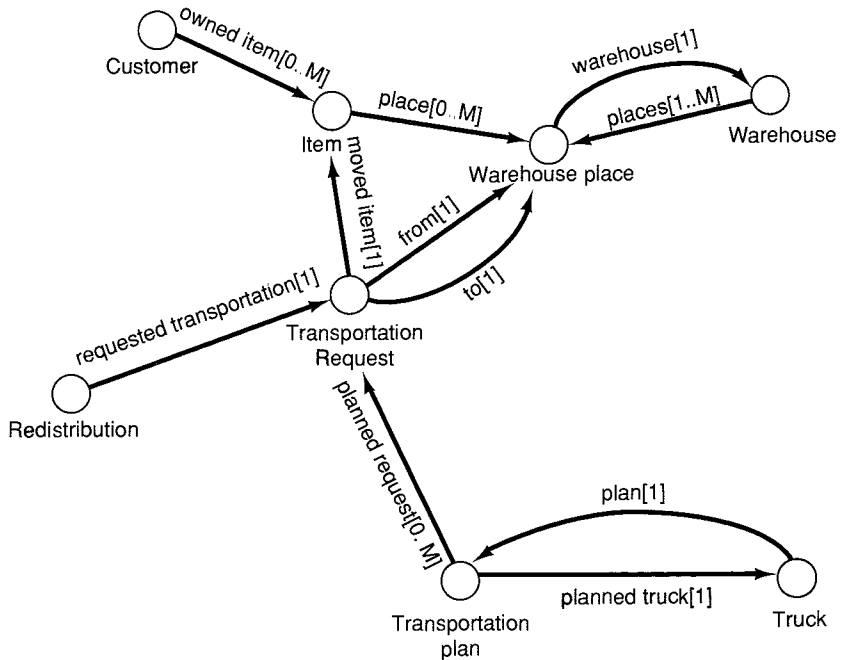 owned item[0..M]
Customer
warehouse[1]
place[0..M]
places[1..M]
Item
Warehouse
Warehouse place
moved item[1]
from[1]
to[1]
requested transportation[1]
Transportation
Request
Redistribution
planned request[0..M]
plan[1]
planned truck[1]
Transportation
plan
Truck